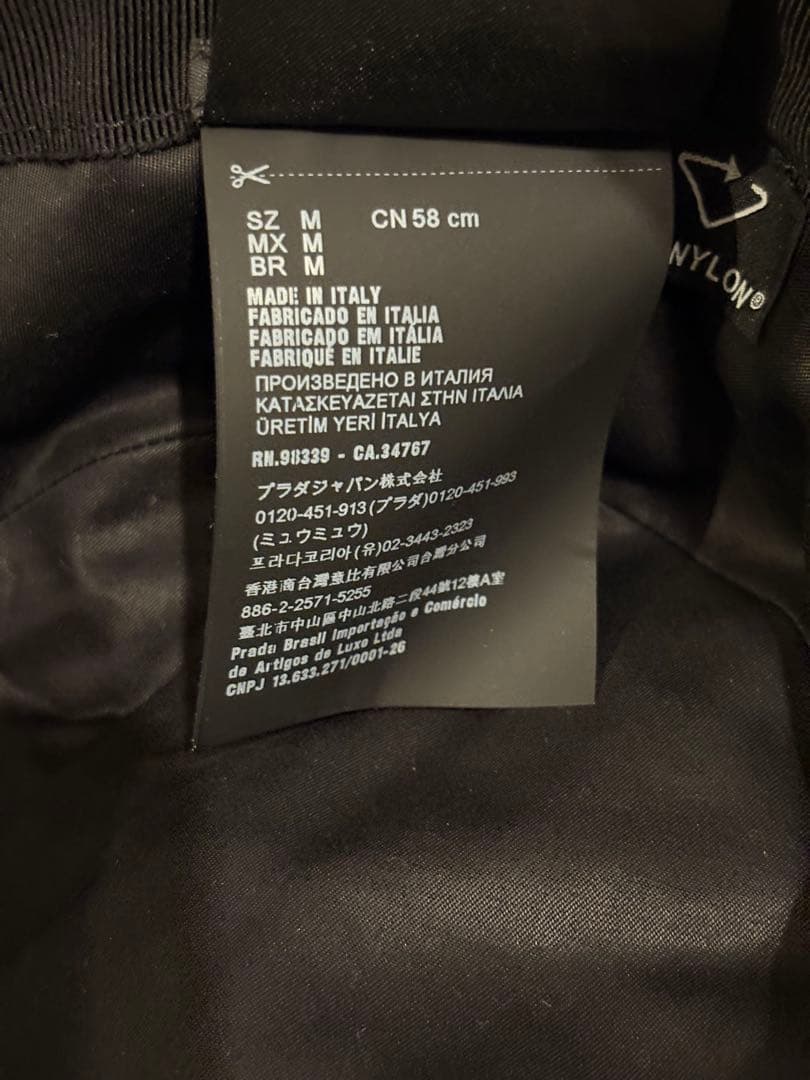 SZ M CN 58 cm
MX M
BR M
MADE IN ITALY
FABRICADO EN ITALIA
FABRICADO EM ITÁLIA
FABRIQUÉ EN ITALIE
ПРОИЗВЕДЕНО В ИТАЛИЯ
ΚΑΤΑΣΚΕΥΑΖΕΤΑΙ ΣΤΗΝ ΙΤΑΛΙΑ
ÜRETİM YERİ İTALYA
RN.98339 - CA.34767
プラダジャパン株式会社
0120-451-913(プラダ)0120-451-993
(ミュウミュウ)
프라다코리아(유)02-3443-2323
香港商台灣意比有限公司台灣分公司
886-2-2571-5255
臺北市中山區中山北路二段44號12樓A室
Prada Brasil Importação e Comércio
de Artigos de Luxo Ltda
CNPJ 13.633.271/0001-26
NYLON®